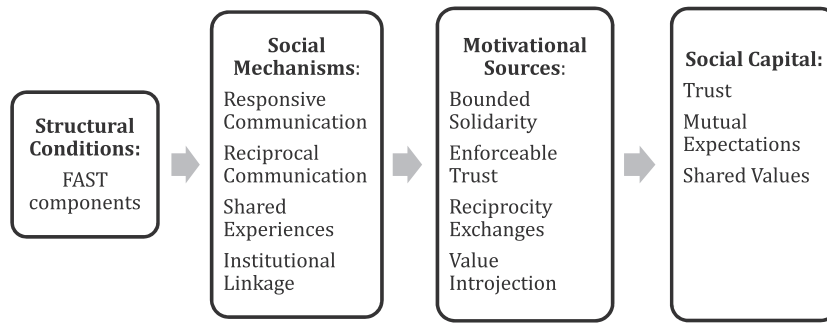 Structural
Conditions:
FAST
components
Social
Mechanisms:
Responsive
Communication
Reciprocal
Communication
Shared
Experiences
Institutional
Linkage
Motivational
Sources:
Bounded
Solidarity
Enforceable
Trust
Reciprocity
Exchanges
Value
Introjection
Social Capital:
Trust
Mutual
Expectations
Shared Values